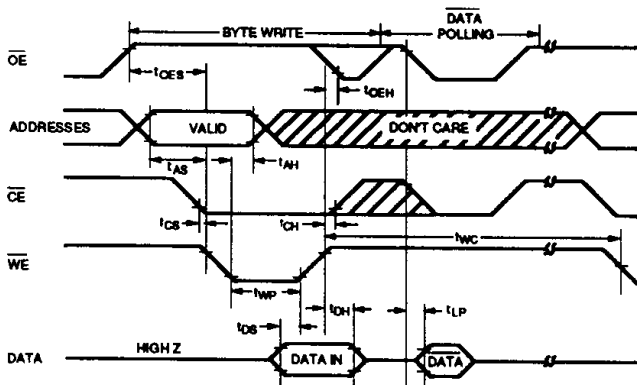 BYTE WRITE
DATA
POLLING
OE
tOES
tOEH
ADDRESSES
VALID
DON'T CARE
tAS
tAH
CE
tCS
tCH
tWC
WE
tWP
tDH
tDS
tLP
DATA
HIGH Z
DATA IN
DATA